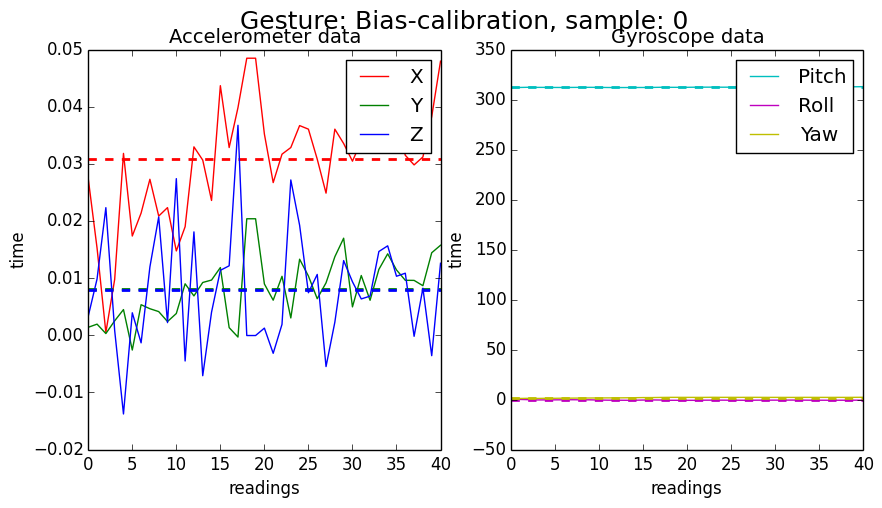 Gesture: Bias-calibration, sample: 0
Accelerometer data
0.05
0.04
0.03
0.02
0.01
0.00
−0.01
−0.02
time
0 5 10 15 20 25 30 35 40
readings
X
Y
Z
Gyroscope data
350
300
250
200
150
100
50
0
−50
time
0 5 10 15 20 25 30 35 40
readings
Pitch
Roll
Yaw